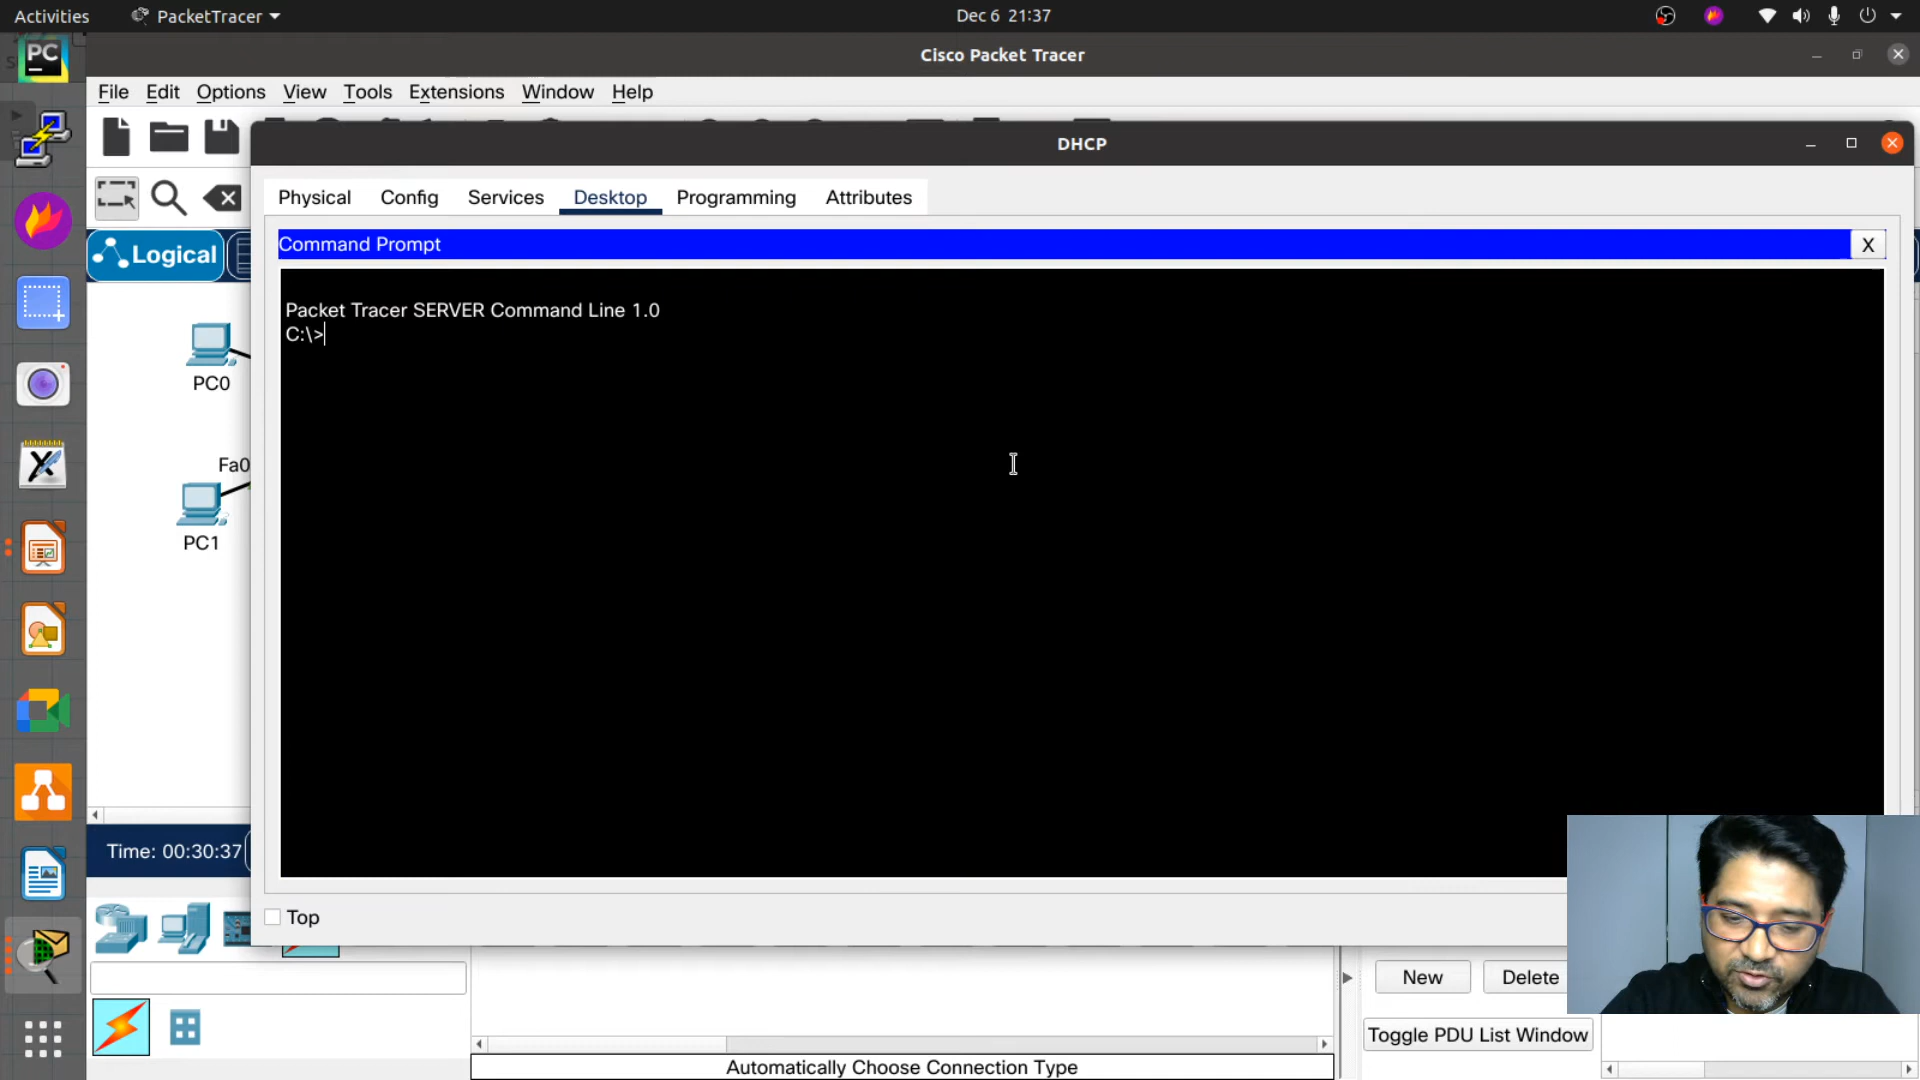 Activities
PacketTracer
Dec 6 21:37
Cisco Packet Tracer
File Edit Options View Tools Extensions Window Help
DHCP
Physical Config Services Desktop Programming Attributes
Logical
Command Prompt
X
Packet Tracer SERVER Command Line 1.0
C:\>
PC0
Fa0
PC1
Time: 00:30:37
Top
New
Delete
Toggle PDU List Window
Automatically Choose Connection Type
PC